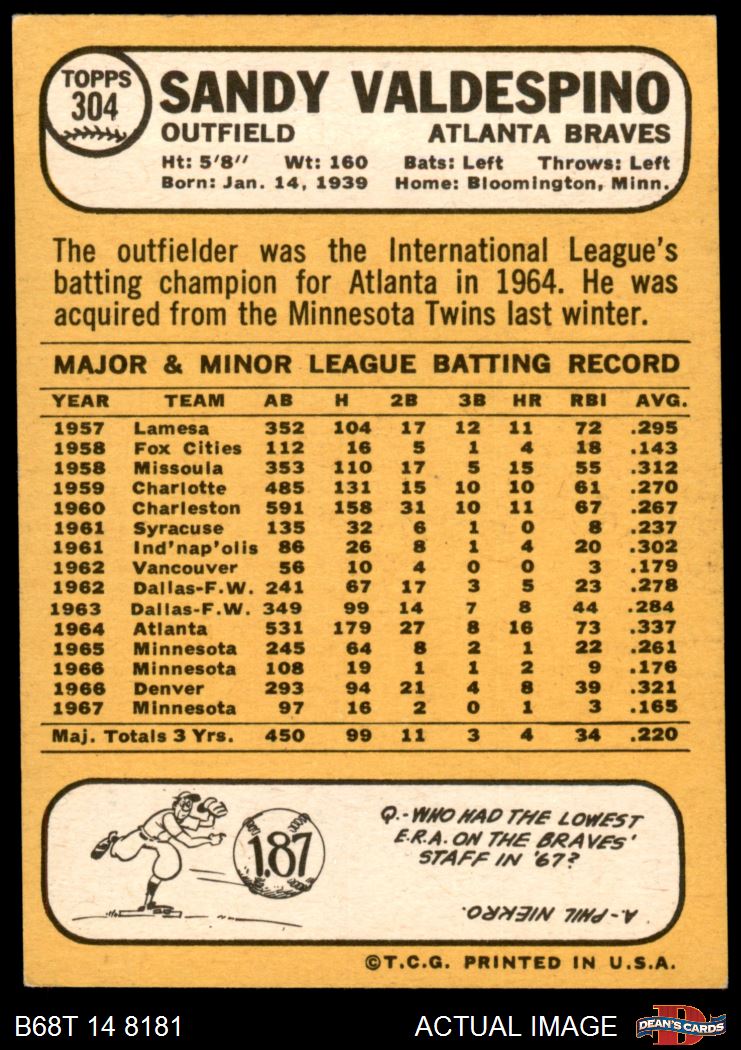 TOPPS
304
SANDY VALDESPINO
OUTFIELD ATLANTA BRAVES
Ht: 5'8'' Wt: 160 Bats: Left Throws: Left
Born: Jan. 14, 1939 Home: Bloomington, Minn.
The outfielder was the International League's
batting champion for Atlanta in 1964. He was
acquired from the Minnesota Twins last winter.
MAJOR & MINOR LEAGUE BATTING RECORD
YEAR TEAM AB H 2B 3B HR RBI AVG.
1957 Lamesa 352 104 17 12 11 72 .295
1958 Fox Cities 112 16 5 1 4 18 .143
1958 Missoula 353 110 17 5 15 55 .312
1959 Charlotte 485 131 15 10 10 61 .270
1960 Charleston 591 158 31 10 11 67 .267
1961 Syracuse 135 32 6 1 0 8 .237
1961 Ind'nap'olis 86 26 8 1 4 20 .302
1962 Vancouver 56 10 4 0 0 3 .179
1962 Dallas-F.W. 241 67 17 3 5 23 .278
1963 Dallas-F.W. 349 99 14 7 8 44 .284
1964 Atlanta 531 179 27 8 16 73 .337
1965 Minnesota 245 64 8 2 1 22 .261
1966 Minnesota 108 19 1 1 2 9 .176
1966 Denver 293 94 21 4 8 39 .321
1967 Minnesota 97 16 2 0 1 3 .165
Maj. Totals 3 Yrs. 450 99 11 3 4 34 .220
1.87
Q.-WHO HAD THE LOWEST
E.R.A. ON THE BRAVES'
STAFF IN '67?
A.-PHIL NIEKRO.
©T.C.G. PRINTED IN U.S.A.
B68T 14 8181 ACTUAL IMAGE D DEAN'S CARDS